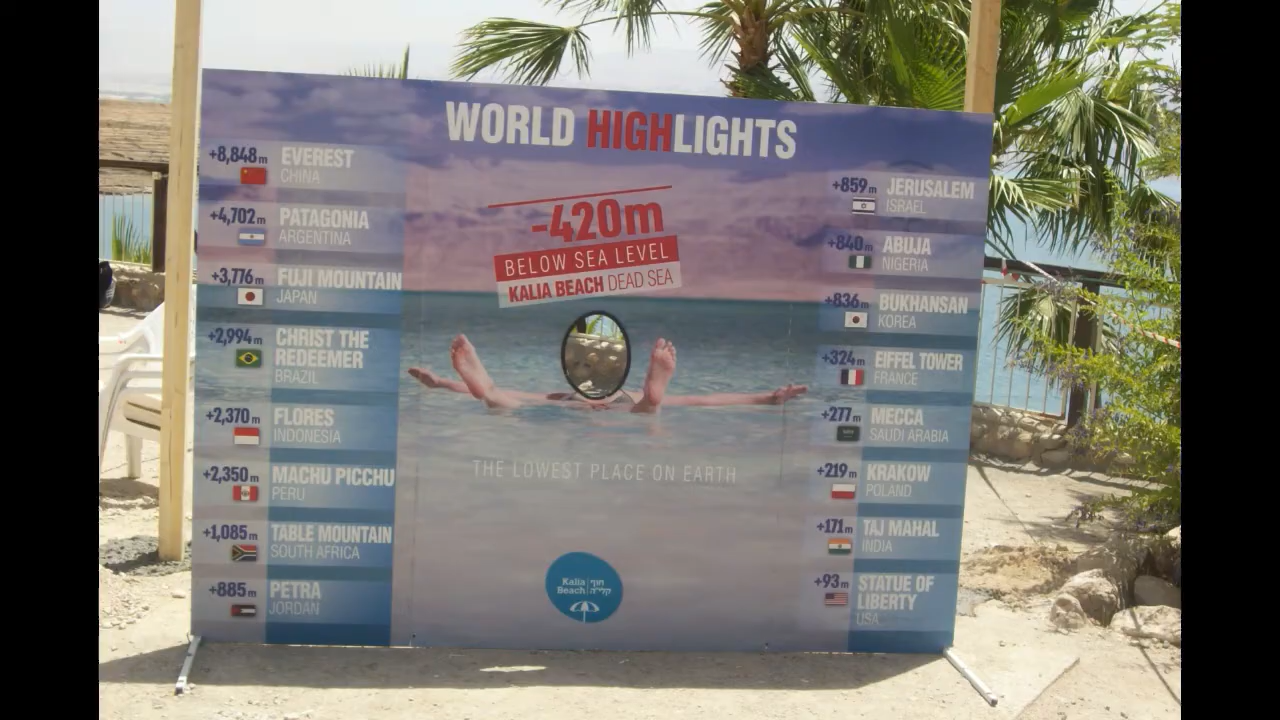 WORLD HIGHLIGHTS
+8,848m EVEREST
CHINA
+4,702m PATAGONIA
ARGENTINA
+3,776m FUJI MOUNTAIN
JAPAN
+2,994m CHRIST THE
REDEEMER
BRAZIL
+2,370m FLORES
INDONESIA
+2,350m MACHU PICCHU
PERU
+1,085m TABLE MOUNTAIN
SOUTH AFRICA
+885m PETRA
JORDAN
-420m
BELOW SEA LEVEL
KALIA BEACH DEAD SEA
THE LOWEST PLACE ON EARTH
Kalia חוף
Beach קלי״ה
+859m JERUSALEM
ISRAEL
+840m ABUJA
NIGERIA
+836m BUKHANSAN
KOREA
+324m EIFFEL TOWER
FRANCE
+277m MECCA
SAUDI ARABIA
+219m KRAKOW
POLAND
+171m TAJ MAHAL
INDIA
+93m STATUE OF
LIBERTY
USA